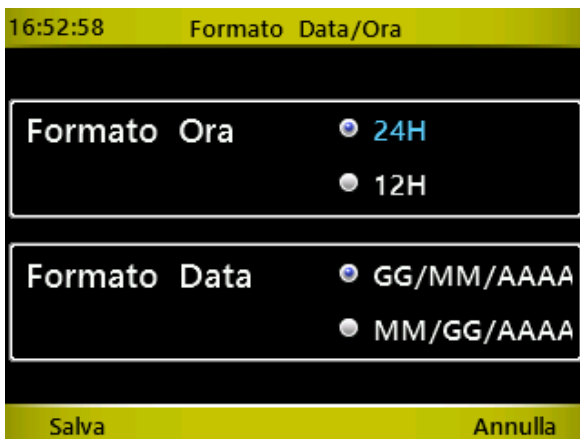 16:52:58 Formato Data/Ora
Formato Ora 24H
12H
Formato Data GG/MM/AAAA
MM/GG/AAAA
Salva Annulla